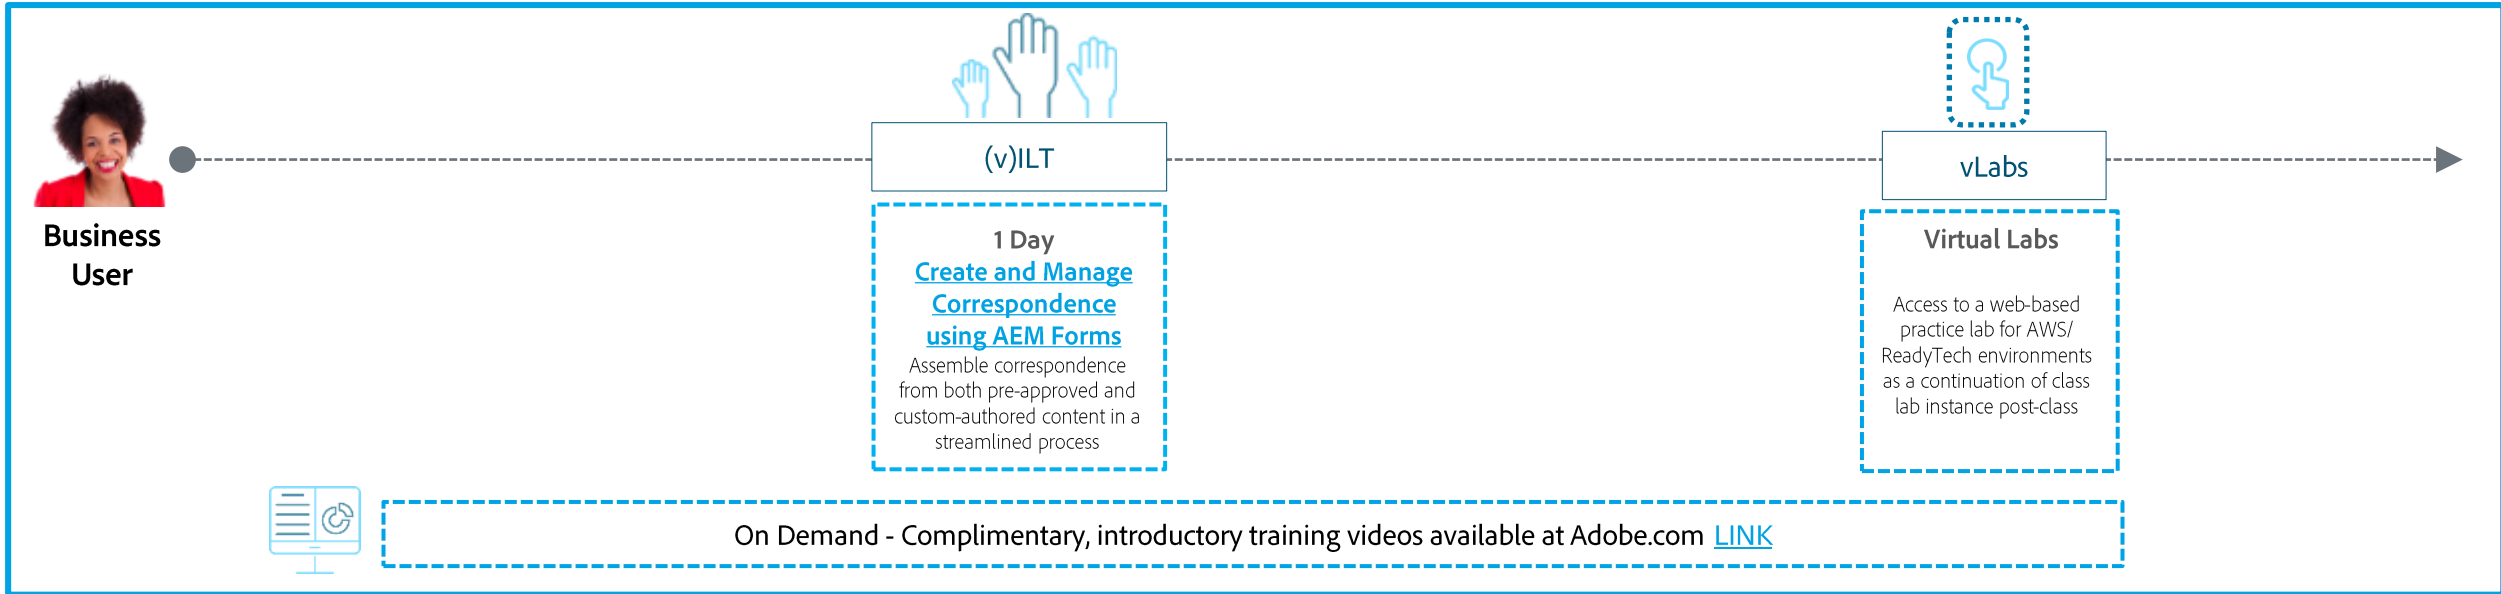 Business
User
(v)ILT
1 Day
Create and Manage
Correspondence
using AEM Forms
Assemble correspondence
from both pre-approved and
custom-authored content in a
streamlined process
vLabs
Virtual Labs
Access to a web-based
practice lab for AWS/
ReadyTech environments
as a continuation of class
lab instance post-class
On Demand - Complimentary, introductory training videos available at Adobe.com LINK